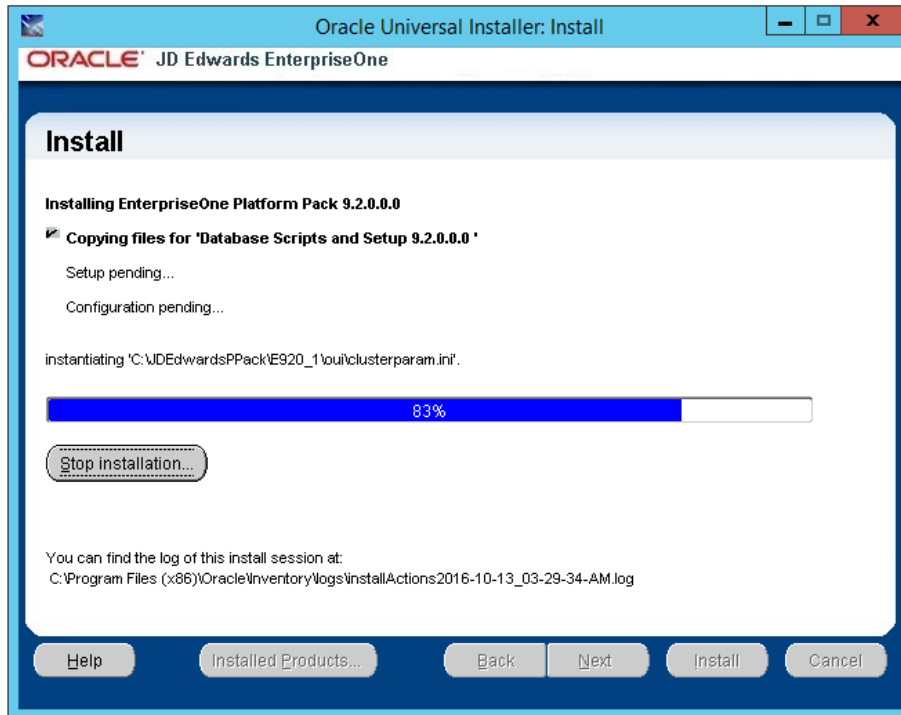 Oracle Universal Installer: Install
ORACLE JD Edwards EnterpriseOne
Install
Installing EnterpriseOne Platform Pack 9.2.0.0.0
Copying files for 'Database Scripts and Setup 9.2.0.0.0 '
Setup pending...
Configuration pending...
instantiating 'C:\JDEdwardsPPack\E920_1\oui\clusterparam.ini'.
83%
Stop installation...
You can find the log of this install session at:
C:\Program Files (x86)\Oracle\Inventory\logs\installActions2016-10-13_03-29-34-AM.log
Help Installed Products... Back Next Install Cancel